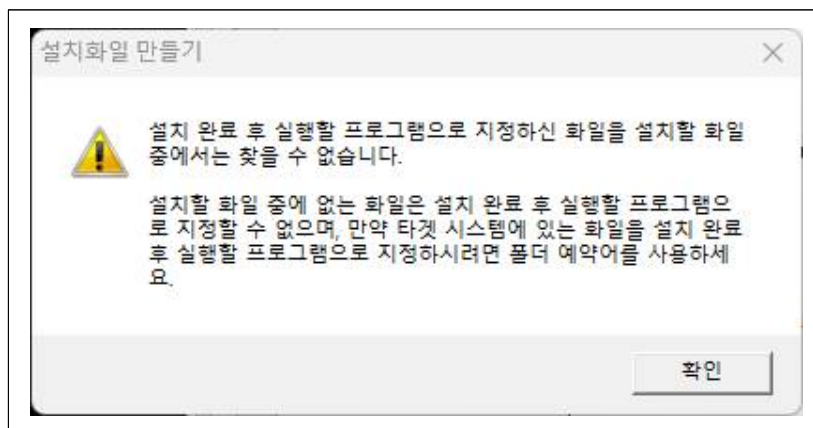 설치화일 만들기
설치 완료 후 실행할 프로그램으로 지정하신 화일을 설치할 화일
중에서는 찾을 수 없습니다.
설치할 화일 중에 없는 화일은 설치 완료 후 실행할 프로그램으
로 지정할 수 없으며, 만약 타겟 시스템에 있는 화일을 설치 완료
후 실행할 프로그램으로 지정하시려면 폴더 예약어를 사용하세
요.
확인